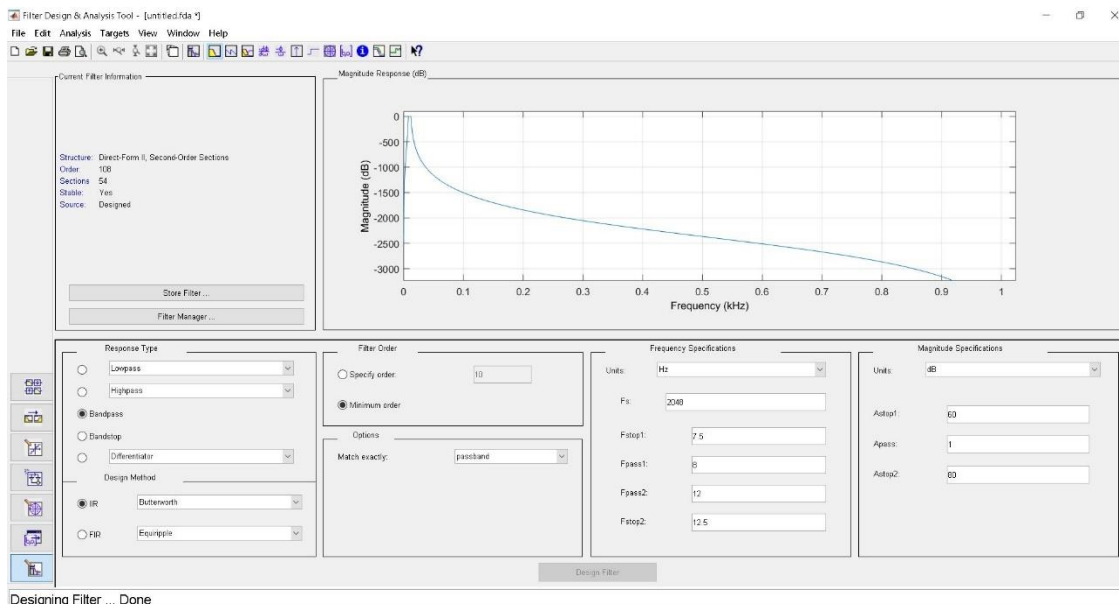 Filter Design & Analysis Tool - [untitled.fda *]
File Edit Analysis Targets View Window Help
Current Filter Information
Structure: Direct-Form II, Second-Order Sections
Order: 108
Sections: 54
Stable: Yes
Source: Designed
Store Filter ...
Filter Manager ...
Magnitude Response (dB)
Magnitude (dB)
0
-500
-1000
-1500
-2000
-2500
-3000
0 0.1 0.2 0.3 0.4 0.5 0.6 0.7 0.8 0.9 1
Frequency (kHz)
Response Type
Lowpass
Highpass
Bandpass
Bandstop
Differentiator
Design Method
IIR Butterworth
FIR Equiripple
Filter Order
Specify order: 10
Minimum order
Options
Match exactly: passband
Frequency Specifications
Units: Hz
Fs: 2048
Fstop1: 7.5
Fpass1: 8
Fpass2: 12
Fstop2: 12.5
Magnitude Specifications
Units: dB
Astop1: 60
Apass: 1
Astop2: 80
Design Filter
Designing Filter ... Done